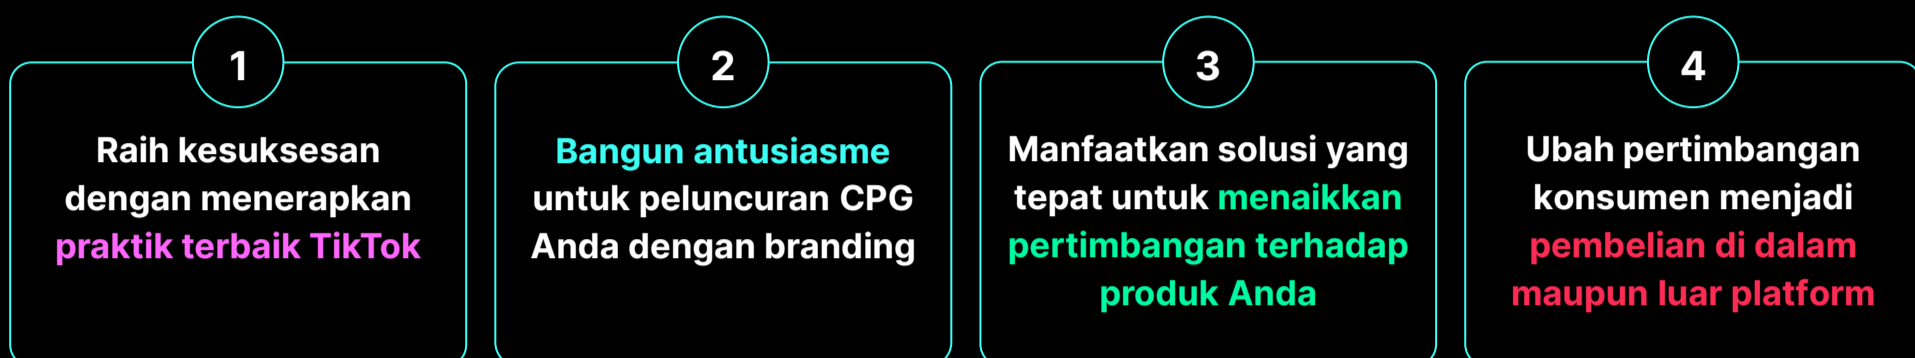 1
Raih kesuksesan
dengan menerapkan
praktik terbaik TikTok
2
Bangun antusiasme
untuk peluncuran CPG
Anda dengan branding
3
Manfaatkan solusi yang
tepat untuk menaikkan
pertimbangan terhadap
produk Anda
4
Ubah pertimbangan
konsumen menjadi
pembelian di dalam
maupun luar platform